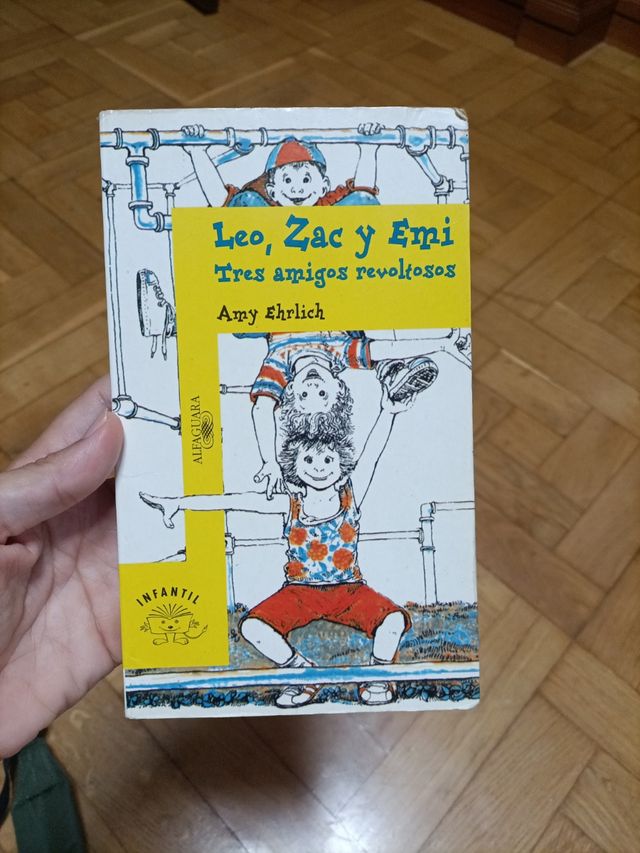 Leo, Zac y Emi
Tres amigos revoltosos
Amy Ehrlich
ALFAGUARA
INFANTIL